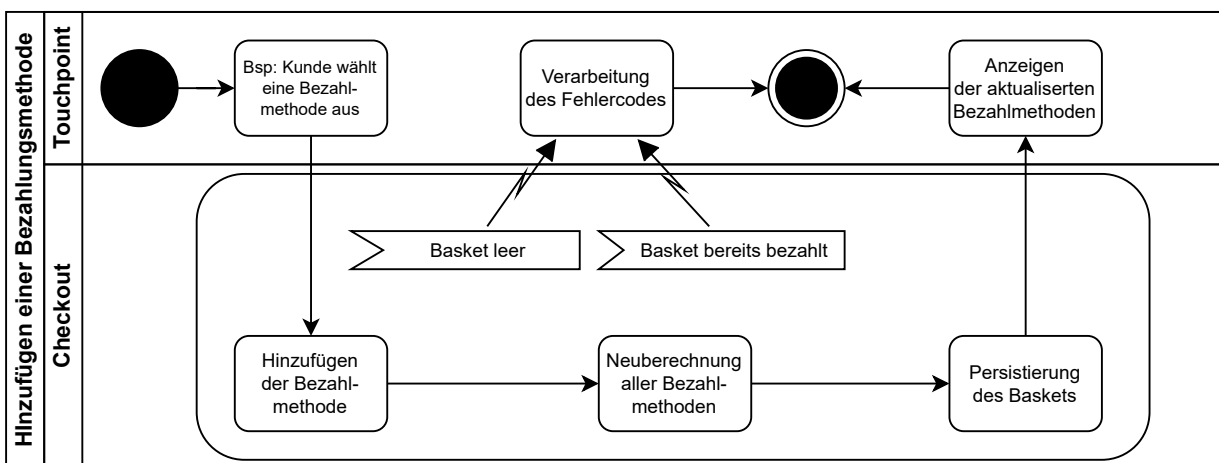 HInzufügen einer Bezahlungsmethode
Touchpoint
Bsp: Kunde wählt
eine Bezahl-
methode aus
Verarbeitung
des Fehlercodes
Anzeigen
der aktualiserten
Bezahlmethoden
Checkout
Basket leer
Basket bereits bezahlt
Hinzufügen
der Bezahl-
methode
Neuberechnung
aller Bezahl-
methoden
Persistierung
des Baskets